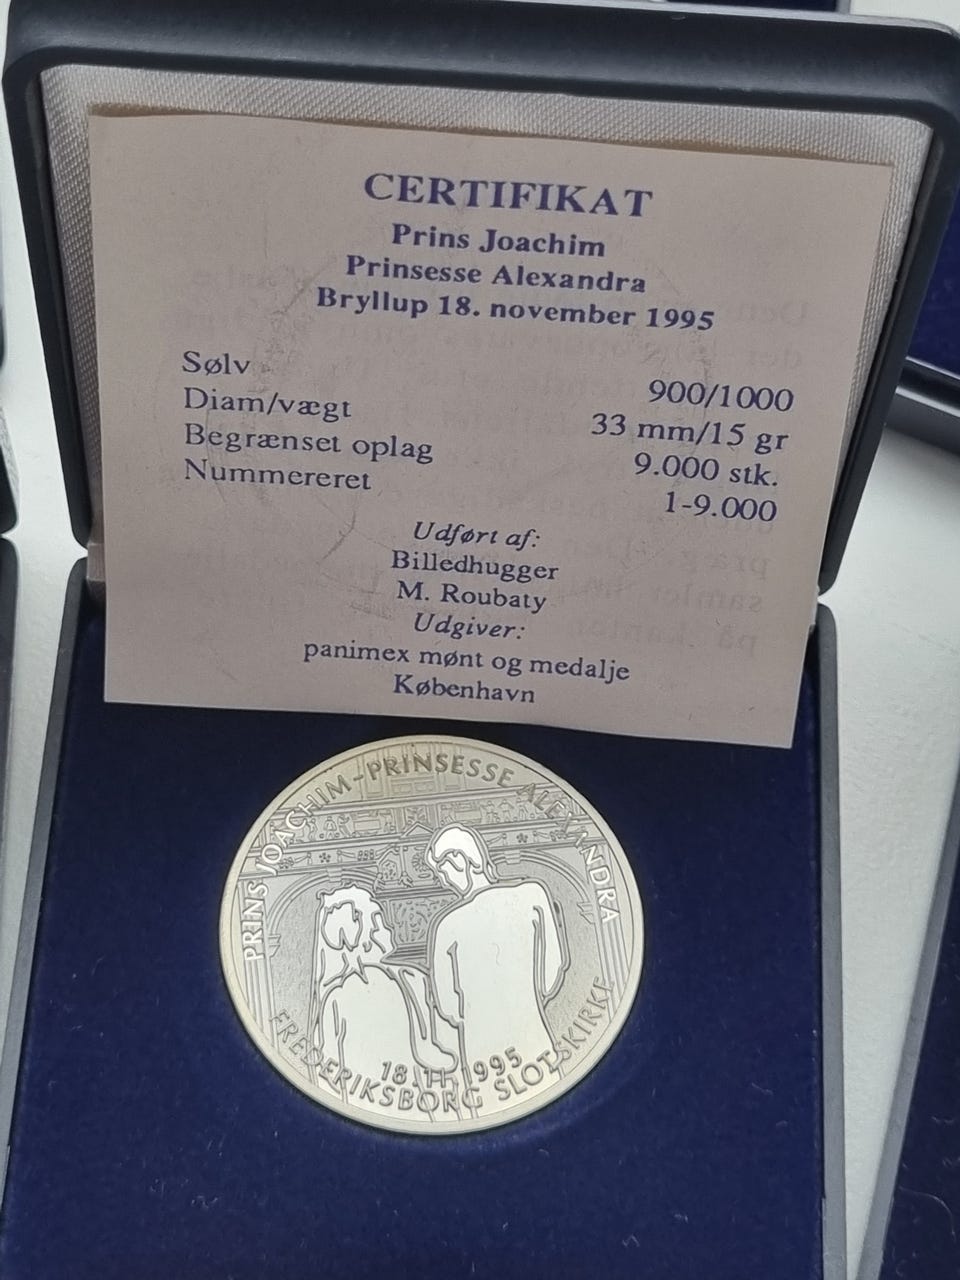 CERTIFIKAT
Prins Joachim
Prinsesse Alexandra
Bryllup 18. november 1995
Sølv 900/1000
Diam/vægt 33 mm/15 gr
Begrænset oplag 9.000 stk.
Nummereret 1-9.000
Udført af:
Billedhugger
M. Roubaty
Udgiver:
panimex mønt og medalje
København
PRINS JOACHIM-PRINSESSE ALEXANDRA
18.11.1995
FREDERIKSBORG SLOTSKIRKE